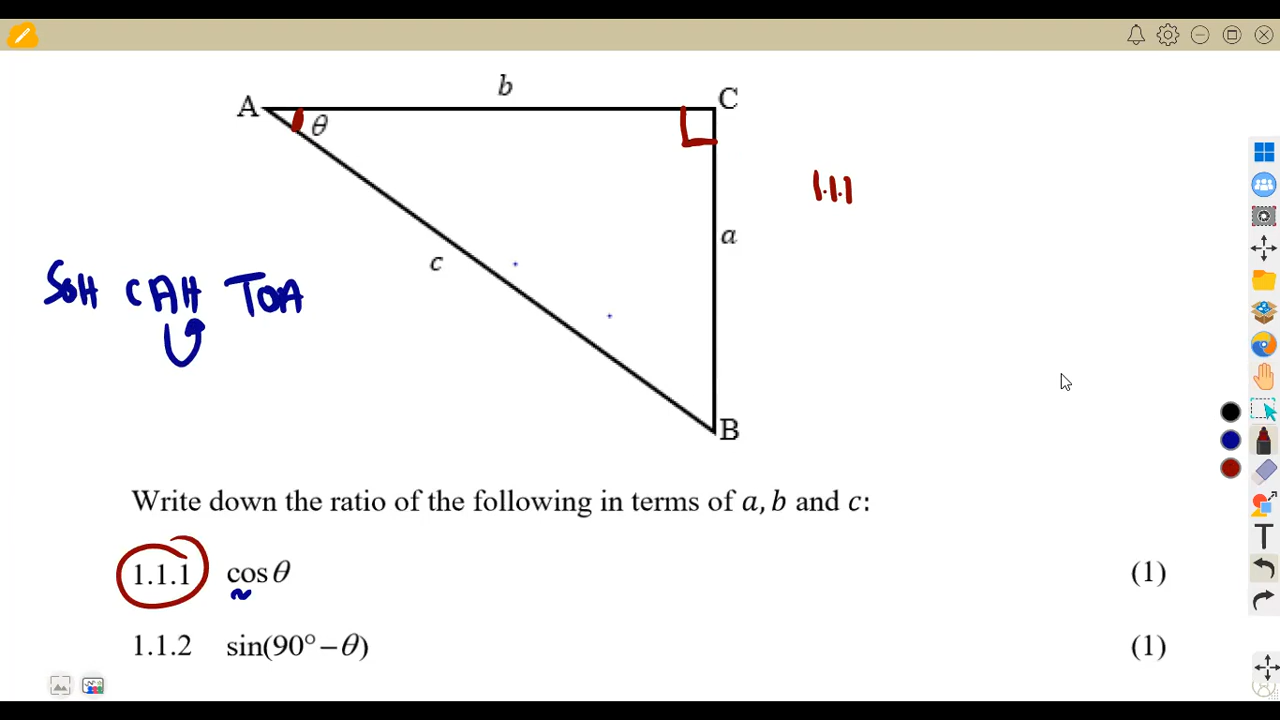 b
A
C
θ
1.1.1
a
c
SOH CAH TOA
B
Write down the ratio of the following in terms of a, b and c:
1.1.1 cos θ (1)
1.1.2 sin(90° – θ) (1)
T